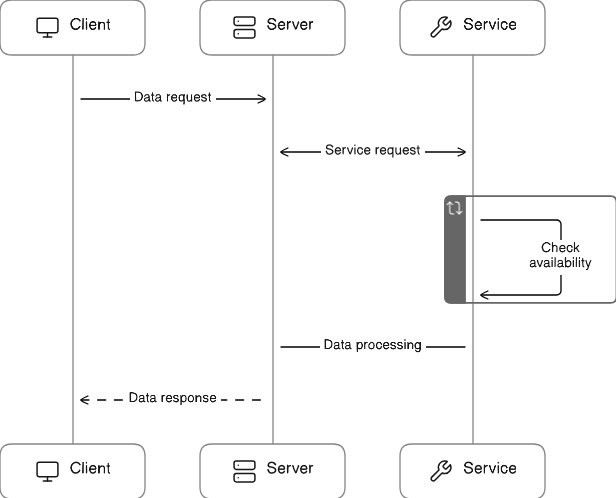 Client
Server
Service
Data request
Service request
Check
availability
Data processing
Data response
Client
Server
Service